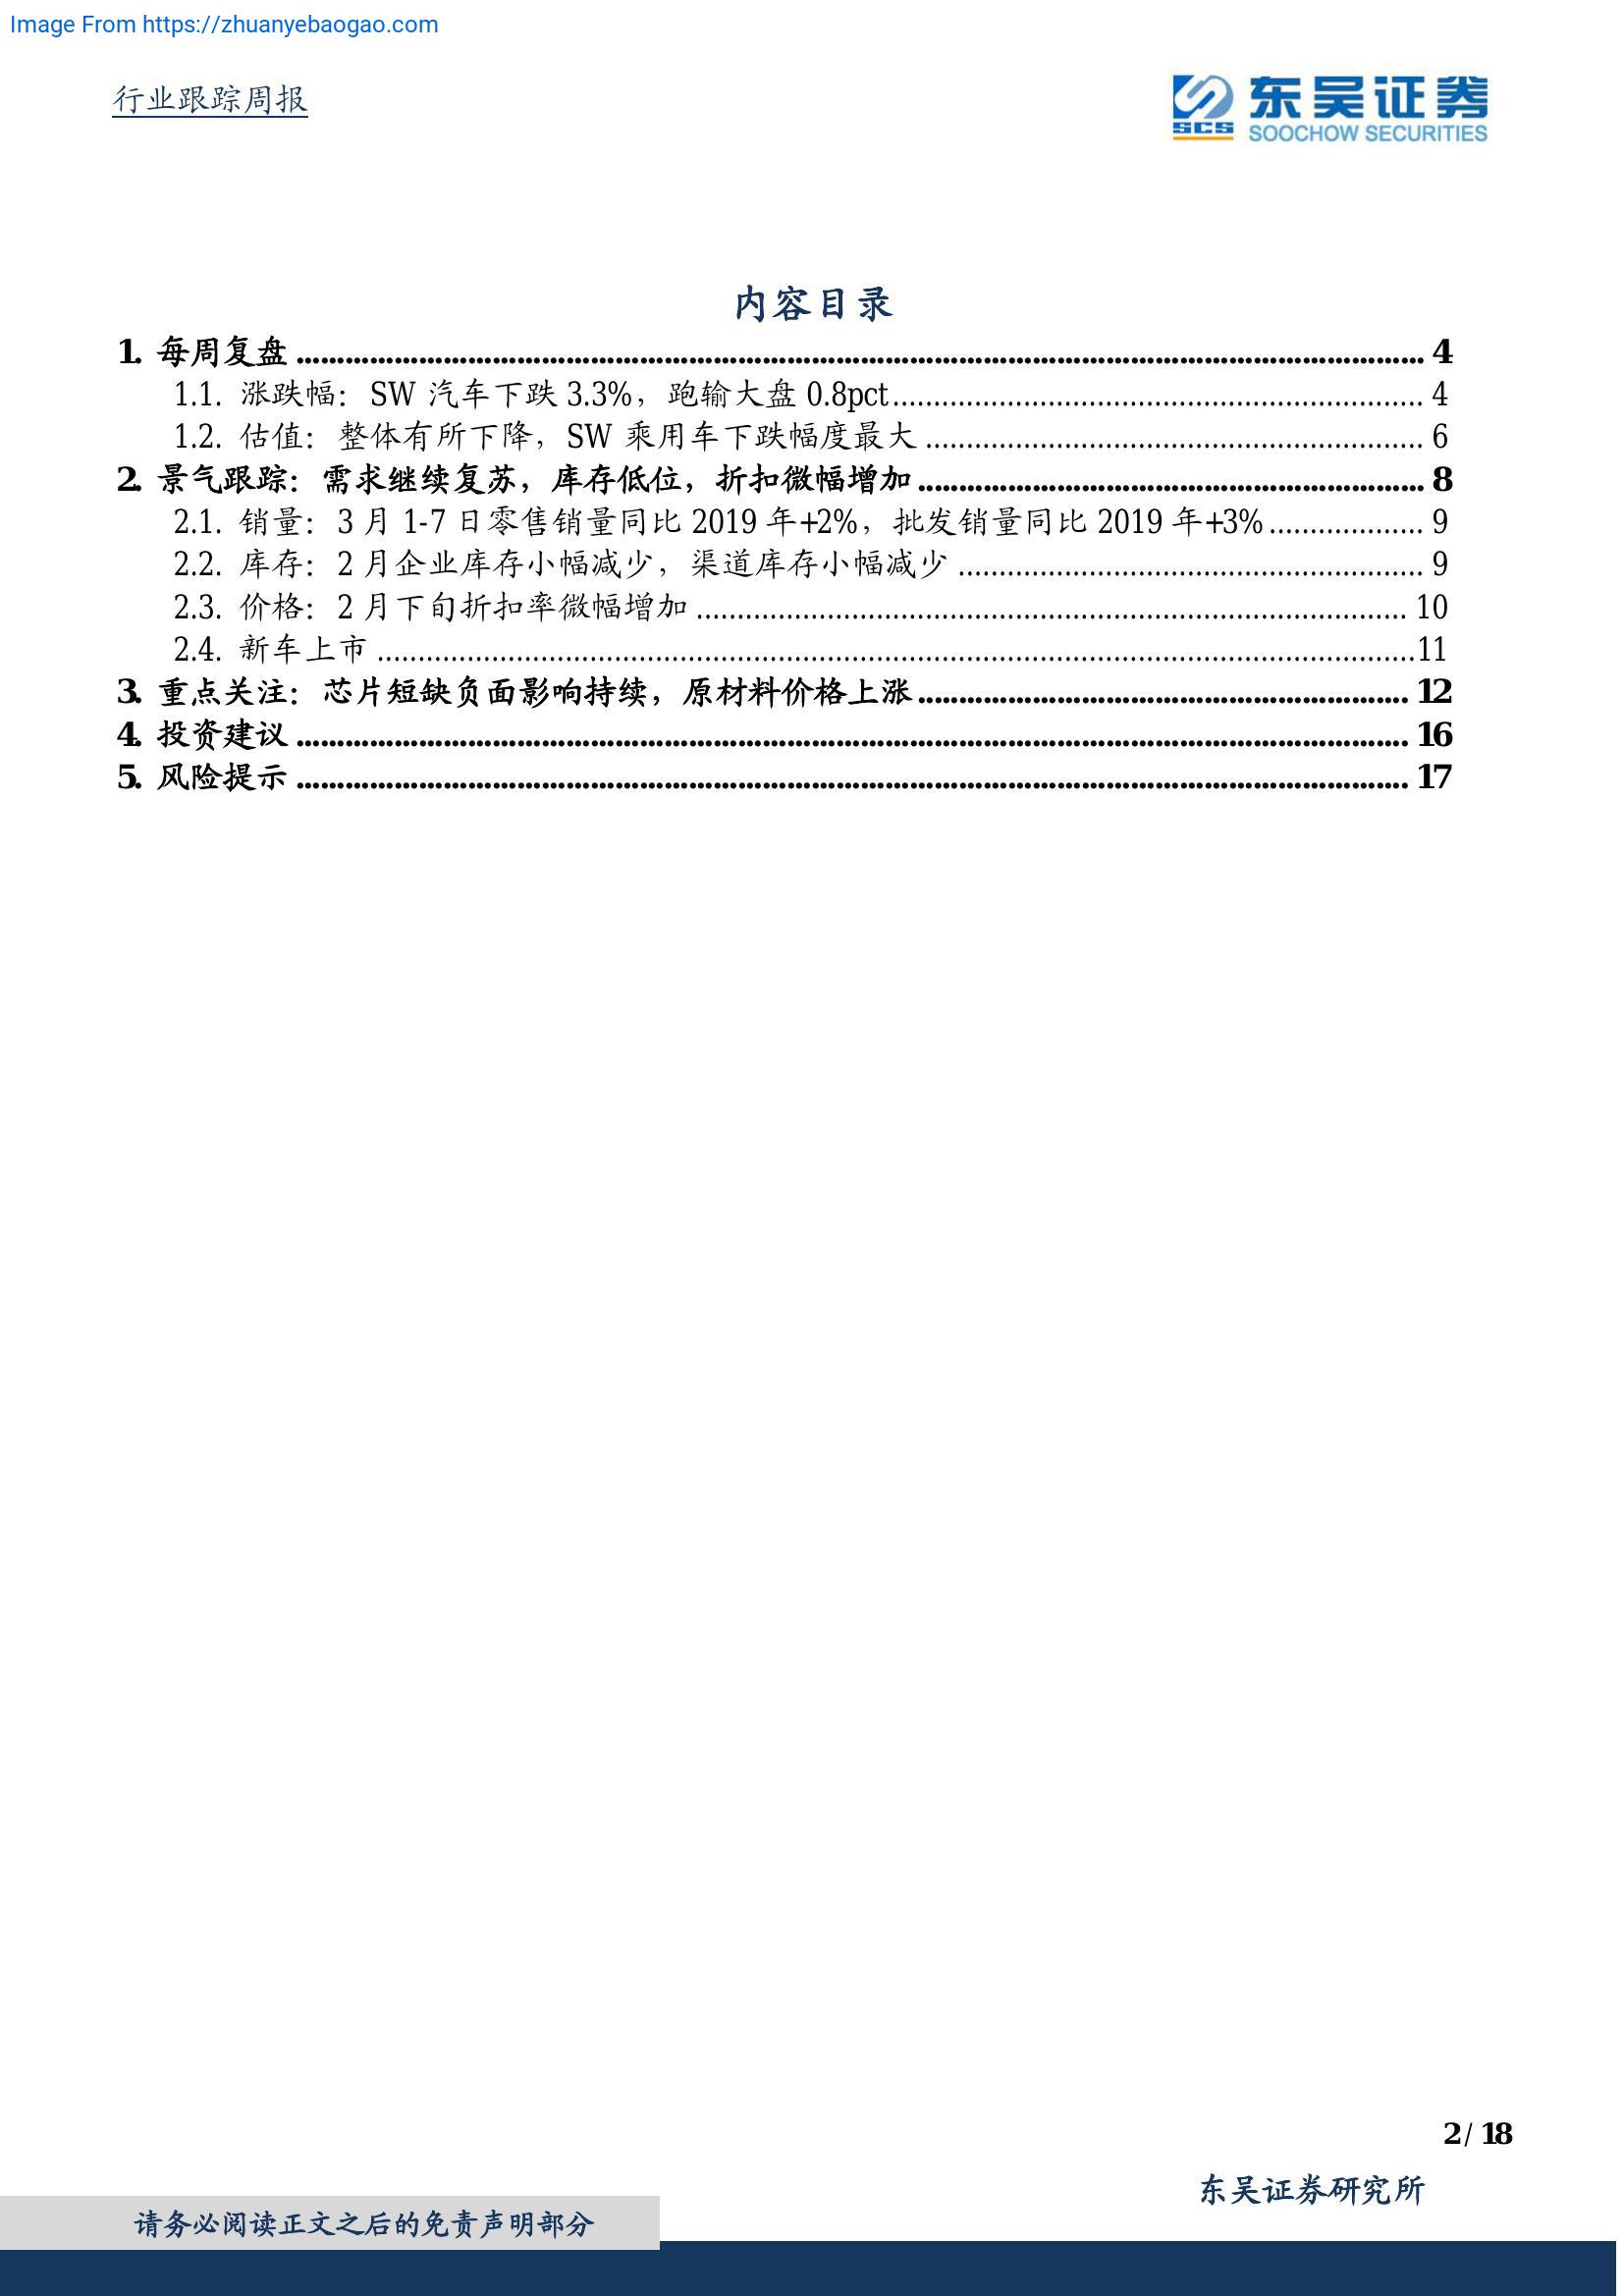 Image From https://zhuanyebaogao.com
行业跟踪周报
东吴证券
SCS
SOOCHOW SECURITIES
内容目录
1. 每周复盘 ........ 4
1.1. 涨跌幅：SW 汽车下跌 3.3%，跑输大盘 0.8pct ........ 4
1.2. 估值：整体有所下降，SW 乘用车下跌幅度最大 ........ 6
2. 景气跟踪：需求继续复苏，库存低位，折扣微幅增加 ........ 8
2.1. 销量：3 月 1-7 日零售销量同比 2019 年+2%，批发销量同比 2019 年+3% ........ 9
2.2. 库存：2 月企业库存小幅减少，渠道库存小幅减少 ........ 9
2.3. 价格：2 月下旬折扣率微幅增加 ........ 10
2.4. 新车上市 ........ 11
3. 重点关注：芯片短缺负面影响持续，原材料价格上涨 ........ 12
4. 投资建议 ........ 16
5. 风险提示 ........ 17
2 / 18
东吴证券研究所
请务必阅读正文之后的免责声明部分